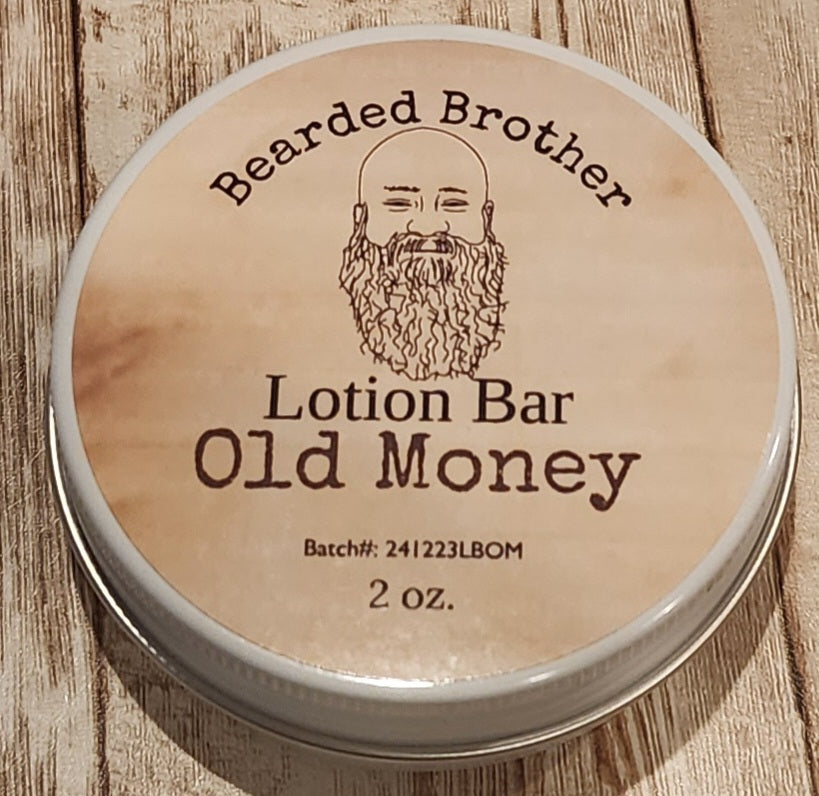 Bearded Brother
Lotion Bar
Old Money
Batch#: 241223LBOM
2 oz.